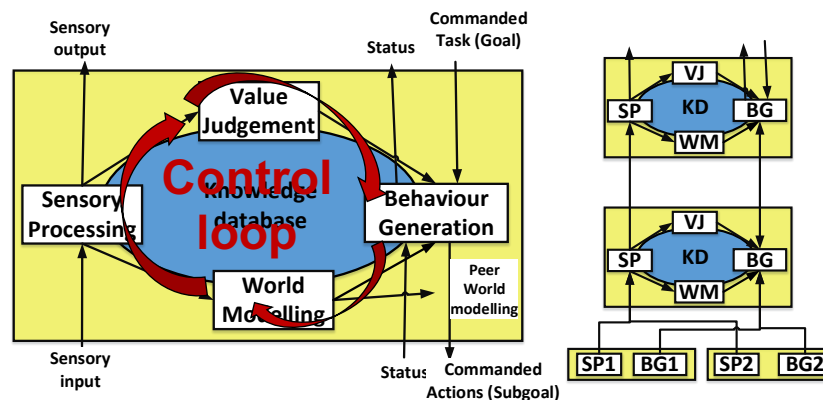 Sensory
output
Status
Commanded
Task (Goal)
Value
Judgement
Control
loop
Knowledge
database
Sensory
Processing
Behaviour
Generation
World
Modelling
Peer
World
modelling
Sensory
input
Status
Commanded
Actions (Subgoal)
VJ
SP
KD
BG
WM
VJ
SP
KD
BG
WM
SP1
BG1
SP2
BG2